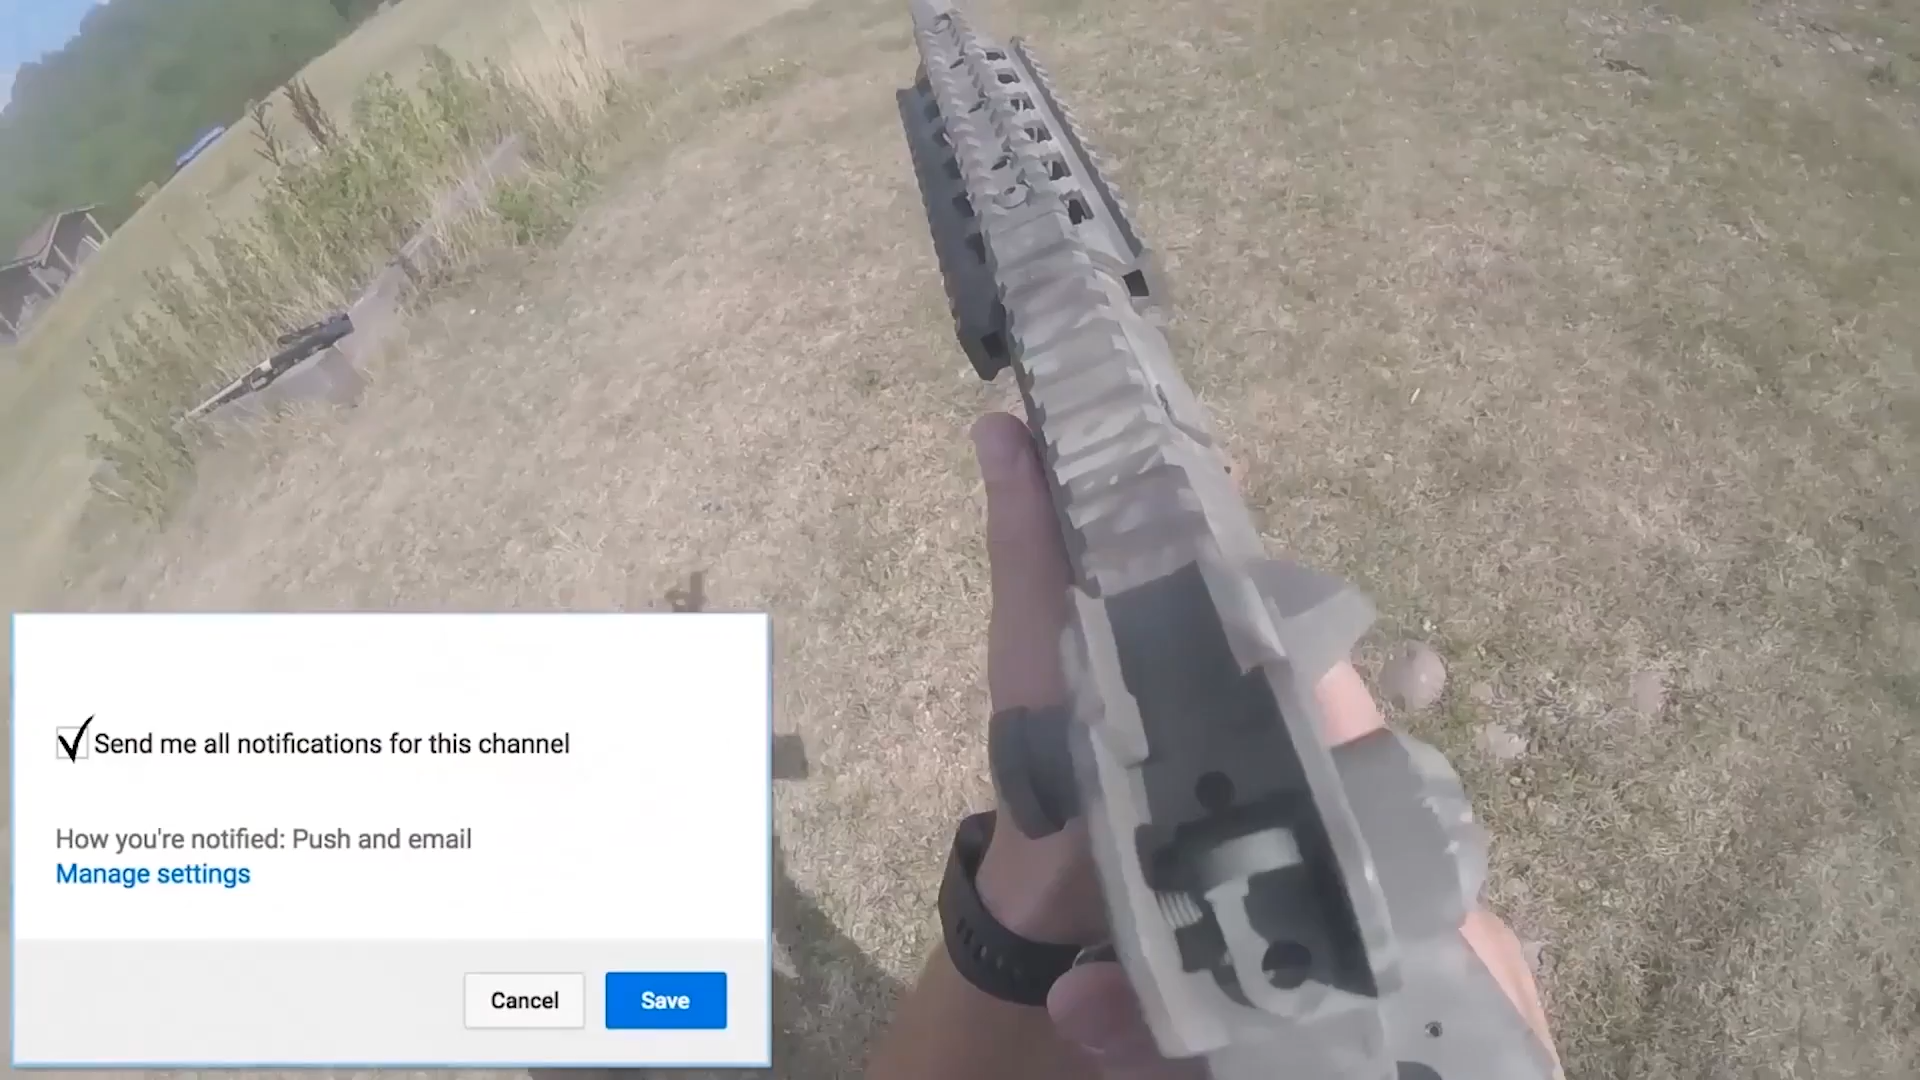 Send me all notifications for this channel
How you're notified: Push and email
Manage settings
Cancel
Save